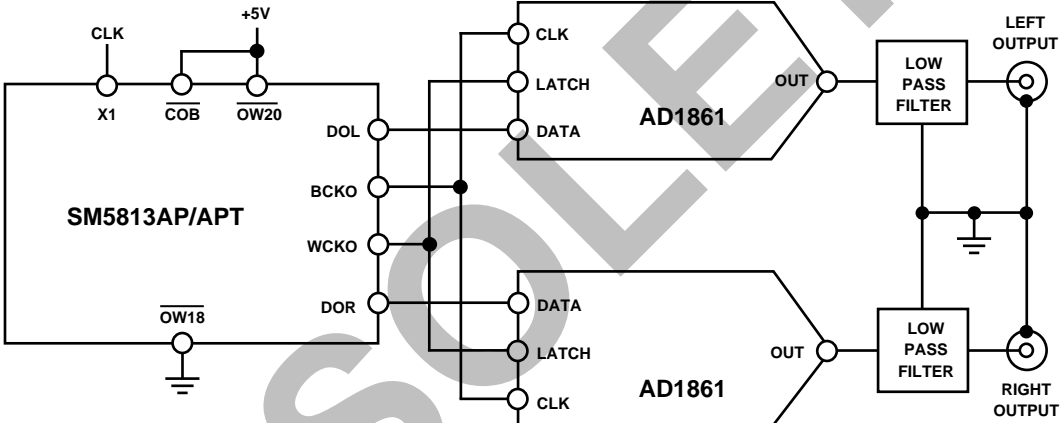 +5V
CLK
X1
COB
OW20
SM5813AP/APT
DOL
BCKO
WCKO
DOR
OW18
CLK
LATCH
DATA
AD1861
OUT
LOW
PASS
FILTER
LEFT
OUTPUT
DATA
LATCH
CLK
AD1861
OUT
LOW
PASS
FILTER
RIGHT
OUTPUT